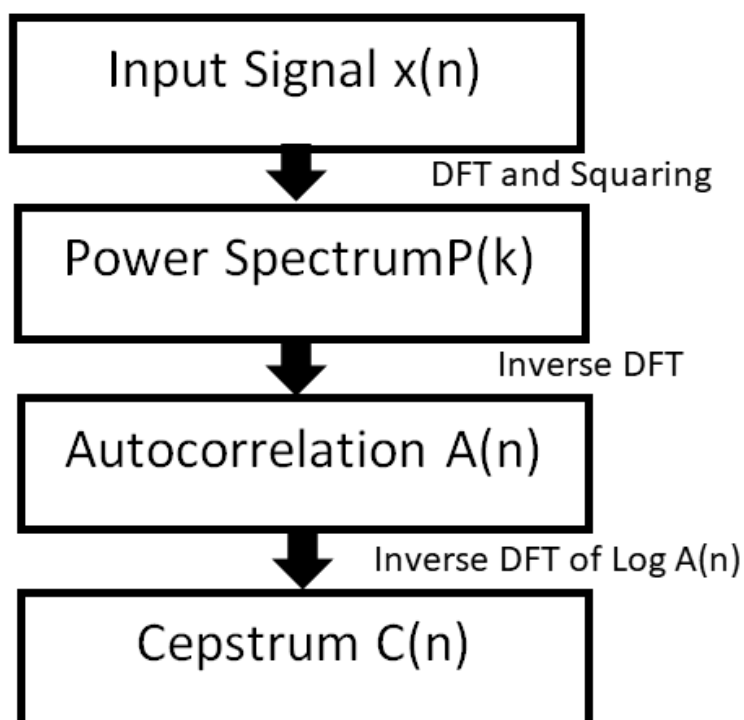 Input Signal x(n)
DFT and Squaring
Power SpectrumP(k)
Inverse DFT
Autocorrelation A(n)
Inverse DFT of Log A(n)
Cepstrum C(n)